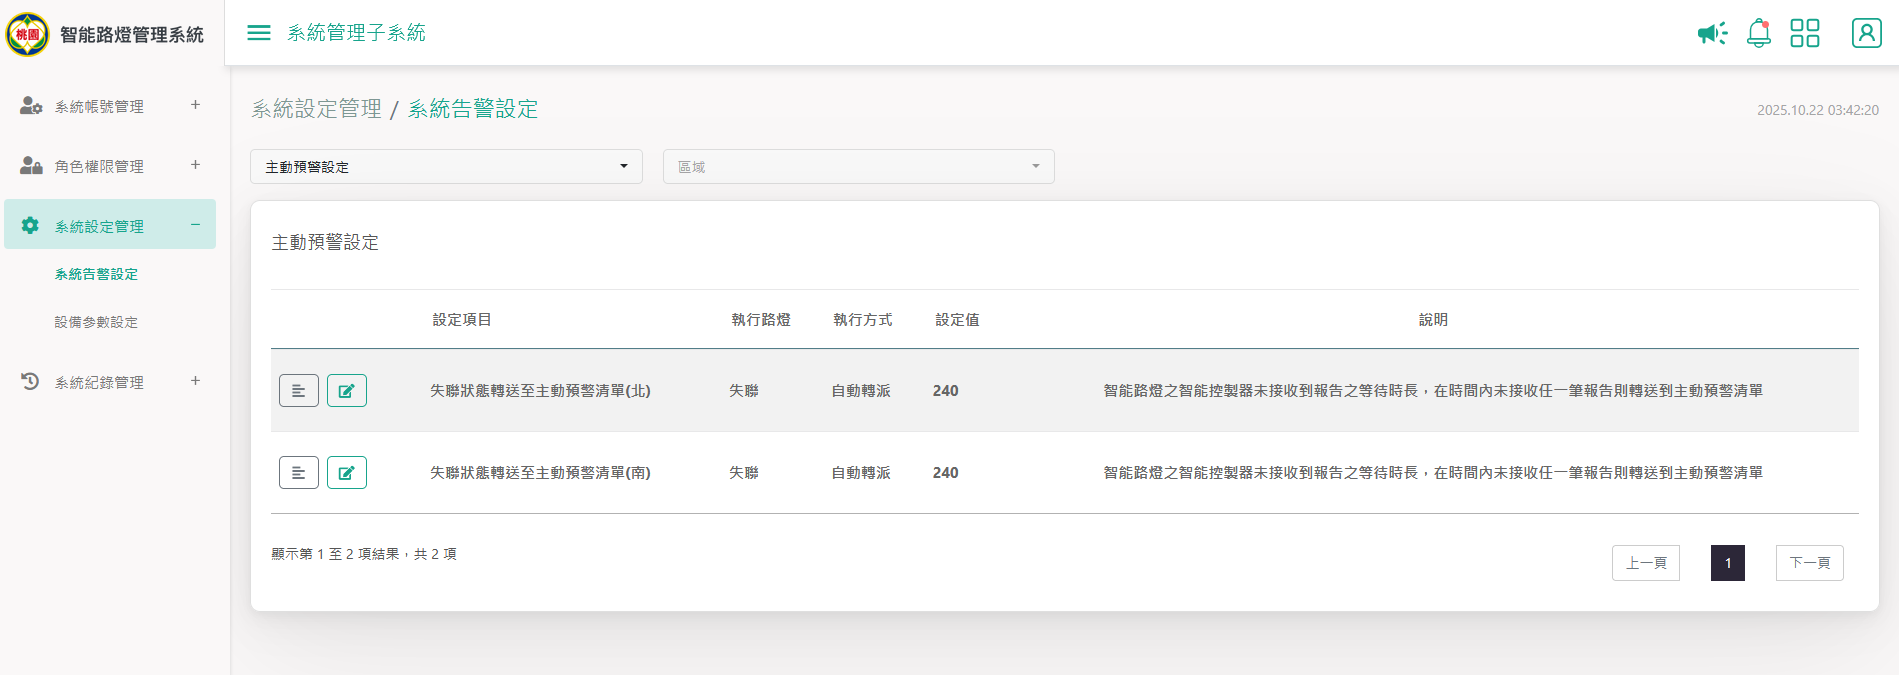 桃園
智能路燈管理系統
系統管理子系統
系統帳號管理 +
角色權限管理 +
系統設定管理 −
系統告警設定
設備參數設定
系統紀錄管理 +
系統設定管理 / 系統告警設定
2025.10.22 03:42:20
主動預警設定
區域
主動預警設定
設定項目 執行路燈 執行方式 設定值 說明
失聯狀態轉送至主動預警清單(北) 失聯 自動轉派 240 智能路燈之智能控製器未接收到報告之等待時長，在時間內未接收任一筆報告則轉送到主動預警清單
失聯狀態轉送至主動預警清單(南) 失聯 自動轉派 240 智能路燈之智能控製器未接收到報告之等待時長，在時間內未接收任一筆報告則轉送到主動預警清單
顯示第 1 至 2 項結果，共 2 項
上一頁 1 下一頁